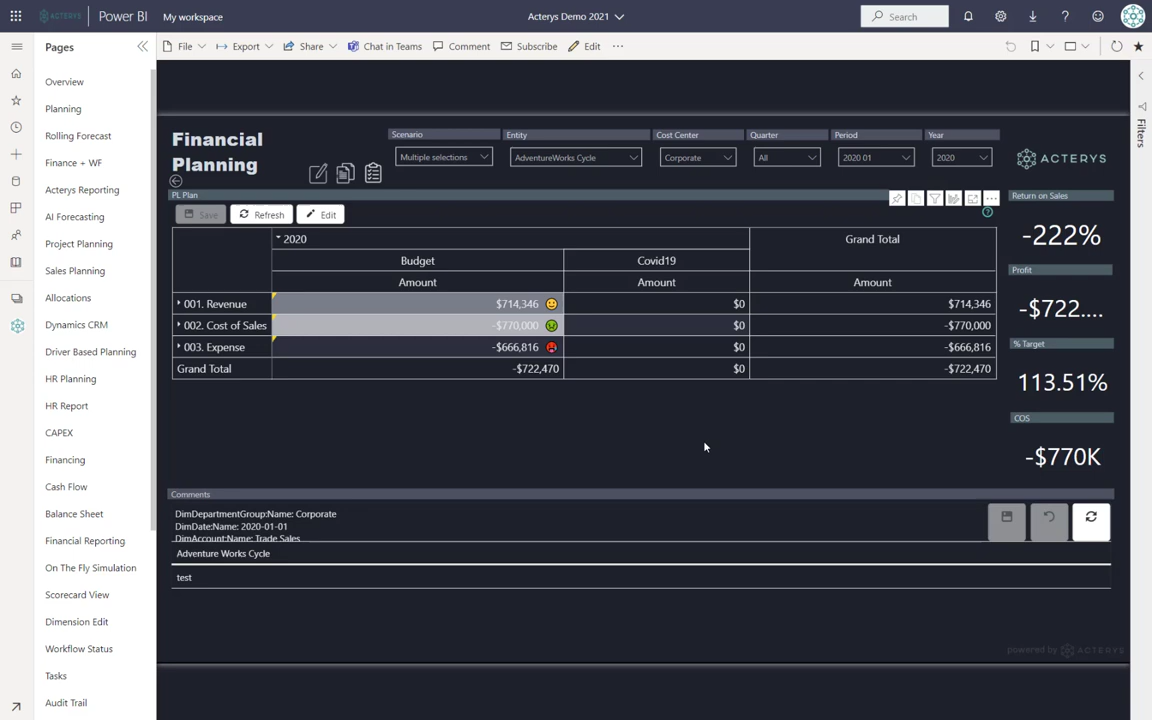 ACTERYS
Power BI
My workspace
Acterys Demo 2021
Search
Pages
File
Export
Share
Chat in Teams
Comment
Subscribe
Edit
Overview
Planning
Rolling Forecast
Finance + WF
Acterys Reporting
AI Forecasting
Project Planning
Sales Planning
Allocations
Dynamics CRM
Driver Based Planning
HR Planning
HR Report
CAPEX
Financing
Cash Flow
Balance Sheet
Financial Reporting
On The Fly Simulation
Scorecard View
Dimension Edit
Workflow Status
Tasks
Audit Trail
Financial
Planning
Scenario
Multiple selections
Entity
AdventureWorks Cycle
Cost Center
Corporate
Quarter
All
Period
2020 01
Year
2020
ACTERYS
PL Plan
Save
Refresh
Edit
2020
Grand Total
Budget
Covid19
Amount
Amount
Amount
001. Revenue $714,346 $0 $714,346
002. Cost of Sales -$770,000 $0 -$770,000
003. Expense -$666,816 $0 -$666,816
Grand Total -$722,470 $0 -$722,470
Return on Sales
-222%
Profit
-$722....
% Target
113.51%
COS
-$770K
Comments
DimDepartmentGroup:Name: Corporate
DimDate:Name: 2020-01-01
DimAccount:Name: Trade Sales
Adventure Works Cycle
test
powered by ACTERYS
Filters